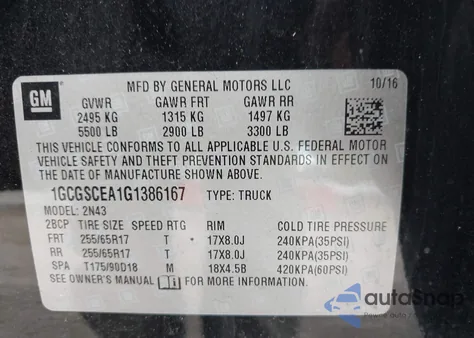 MFD BY GENERAL MOTORS LLC 10/16
GM
GVWR GAWR FRT GAWR RR
2495 KG 1315 KG 1497 KG
5500 LB 2900 LB 3300 LB
THIS VEHICLE CONFORMS TO ALL APPLICABLE U.S. FEDERAL MOTOR
VEHICLE SAFETY AND THEFT PREVENTION STANDARDS IN EFFECT ON
THE DATE OF MANUFACTURE SHOWN ABOVE.
1GCGSCEA1G1386167 TYPE: TRUCK
MODEL: 2N43
2BCP TIRE SIZE SPEED RTG RIM COLD TIRE PRESSURE
FRT 255/65R17 T 17X8.0J 240KPA(35PSI)
RR 255/65R17 T 17X8.0J 240KPA(35PSI)
SPA T175/90D18 M 18X4.5B 420KPA(60PSI)
SEE OWNER'S MANUAL FOR MORE INFORMATION
autoSnap